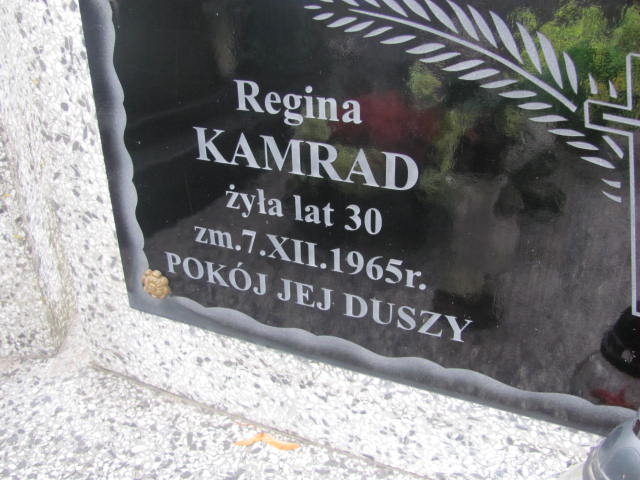 Regina
KAMRAD
żyła lat 30
zm.7.XII.1965r.
POKÓJ JEJ DUSZY